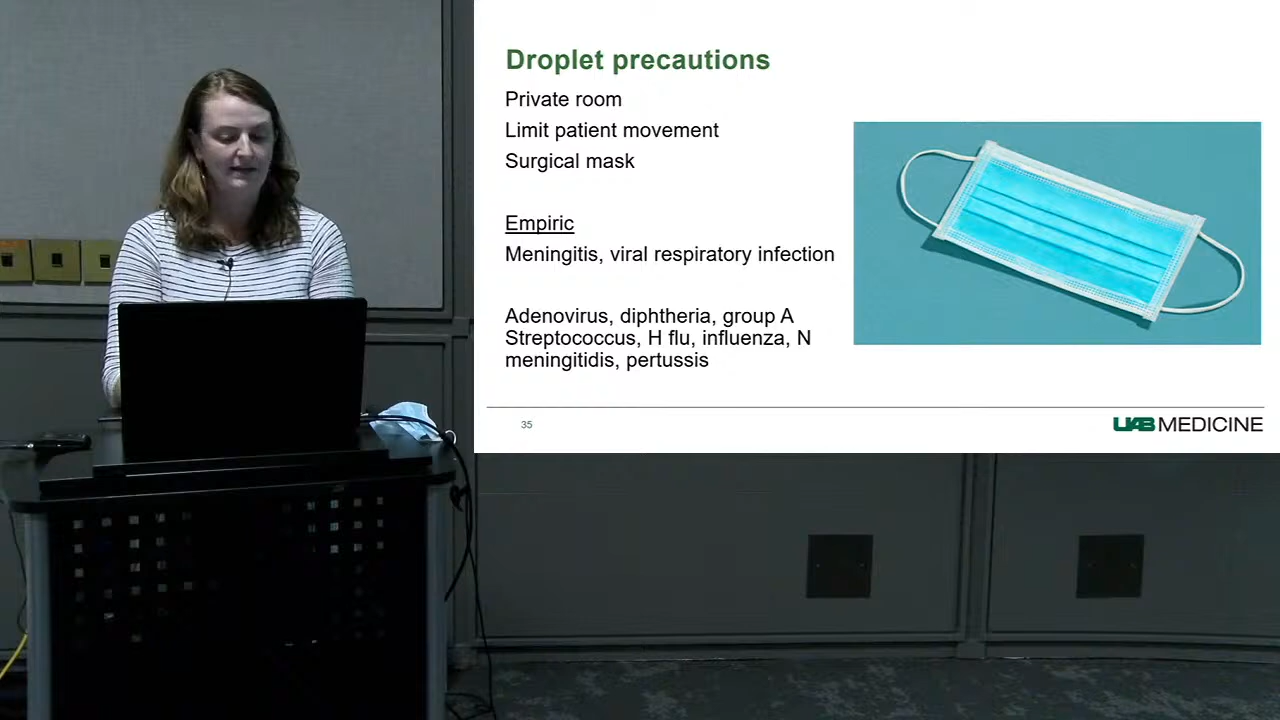 Droplet precautions
Private room
Limit patient movement
Surgical mask
Empiric
Meningitis, viral respiratory infection
Adenovirus, diphtheria, group A
Streptococcus, H flu, influenza, N
meningitidis, pertussis
35
UAB MEDICINE